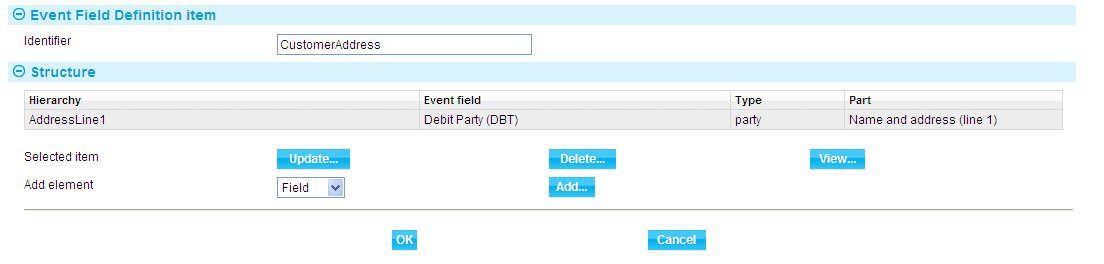 Event Field Definition item
Identifier CustomerAddress
Structure
Hierarchy Event field Type Part
AddressLine1 Debit Party (DBT) party Name and address (line 1)
Selected item Update... Delete... View...
Add element Field Add...
OK Cancel